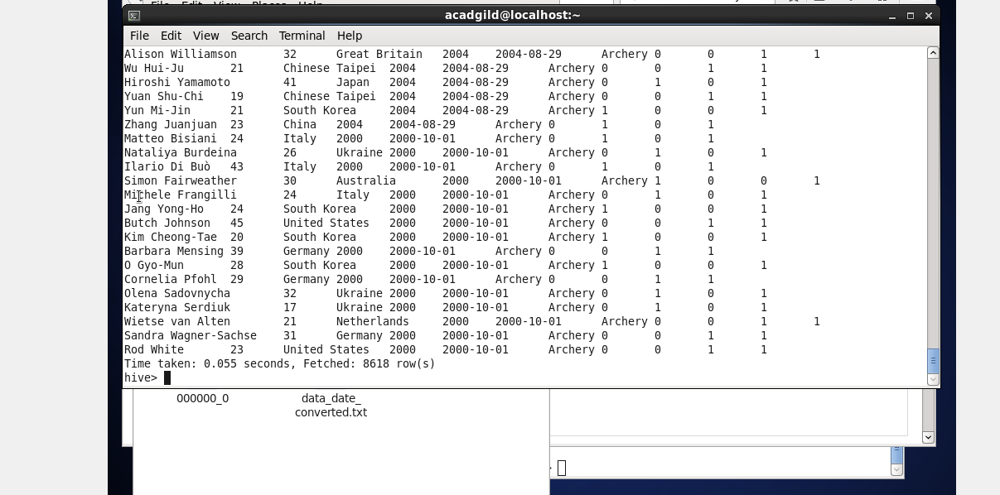 File Edit View Places Help
acadgild@localhost:~
File Edit View Search Terminal Help
Alison Williamson 32 Great Britain 2004 2004-08-29 Archery 0 0 1 1
Wu Hui-Ju 21 Chinese Taipei 2004 2004-08-29 Archery 0 0 1 1
Hiroshi Yamamoto 41 Japan 2004 2004-08-29 Archery 0 1 0 1
Yuan Shu-Chi 19 Chinese Taipei 2004 2004-08-29 Archery 0 0 1 1
Yun Mi-Jin 21 South Korea 2004 2004-08-29 Archery 1 0 0 1
Zhang Juanjuan 23 China 2004 2004-08-29 Archery 0 1 0 1
Matteo Bisiani 24 Italy 2000 2000-10-01 Archery 0 1 0 1
Nataliya Burdeina 26 Ukraine 2000 2000-10-01 Archery 0 1 0 1
Ilario Di Buò 43 Italy 2000 2000-10-01 Archery 0 1 0 1
Simon Fairweather 30 Australia 2000 2000-10-01 Archery 1 0 0 1
Michele Frangilli 24 Italy 2000 2000-10-01 Archery 0 1 0 1
Jang Yong-Ho 24 South Korea 2000 2000-10-01 Archery 1 0 0 1
Butch Johnson 45 United States 2000 2000-10-01 Archery 0 0 1 1
Kim Cheong-Tae 20 South Korea 2000 2000-10-01 Archery 1 0 0 1
Barbara Mensing 39 Germany 2000 2000-10-01 Archery 0 0 1 1
O Gyo-Mun 28 South Korea 2000 2000-10-01 Archery 1 0 0 1
Cornelia Pfohl 29 Germany 2000 2000-10-01 Archery 0 0 1 1
Olena Sadovnycha 32 Ukraine 2000 2000-10-01 Archery 0 1 0 1
Kateryna Serdiuk 17 Ukraine 2000 2000-10-01 Archery 0 1 0 1
Wietse van Alten 21 Netherlands 2000 2000-10-01 Archery 0 0 1 1
Sandra Wagner-Sachse 31 Germany 2000 2000-10-01 Archery 0 0 1 1
Rod White 23 United States 2000 2000-10-01 Archery 0 0 1 1
Time taken: 0.055 seconds, Fetched: 8618 row(s)
hive>
000000_0 data_date_
converted.txt